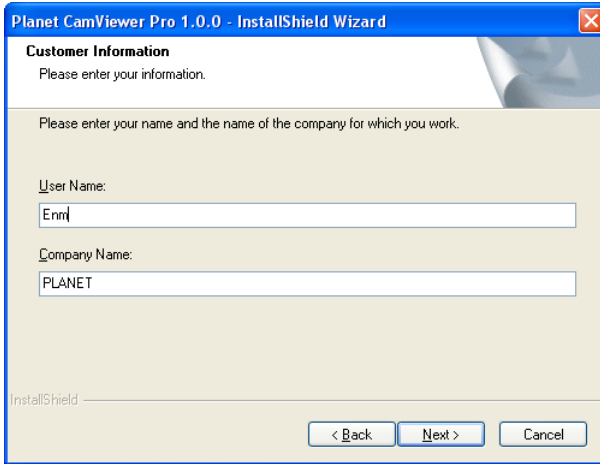 Planet CamViewer Pro 1.0.0 - InstallShield Wizard
Customer Information
Please enter your information.
Please enter your name and the name of the company for which you work.
User Name:
Enm
Company Name:
PLANET
InstallShield
< Back Next > Cancel